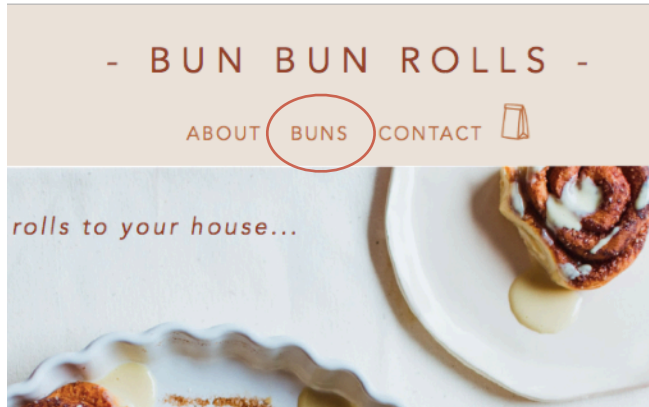 - BUN BUN ROLLS -
ABOUT BUNS CONTACT
rolls to your house...